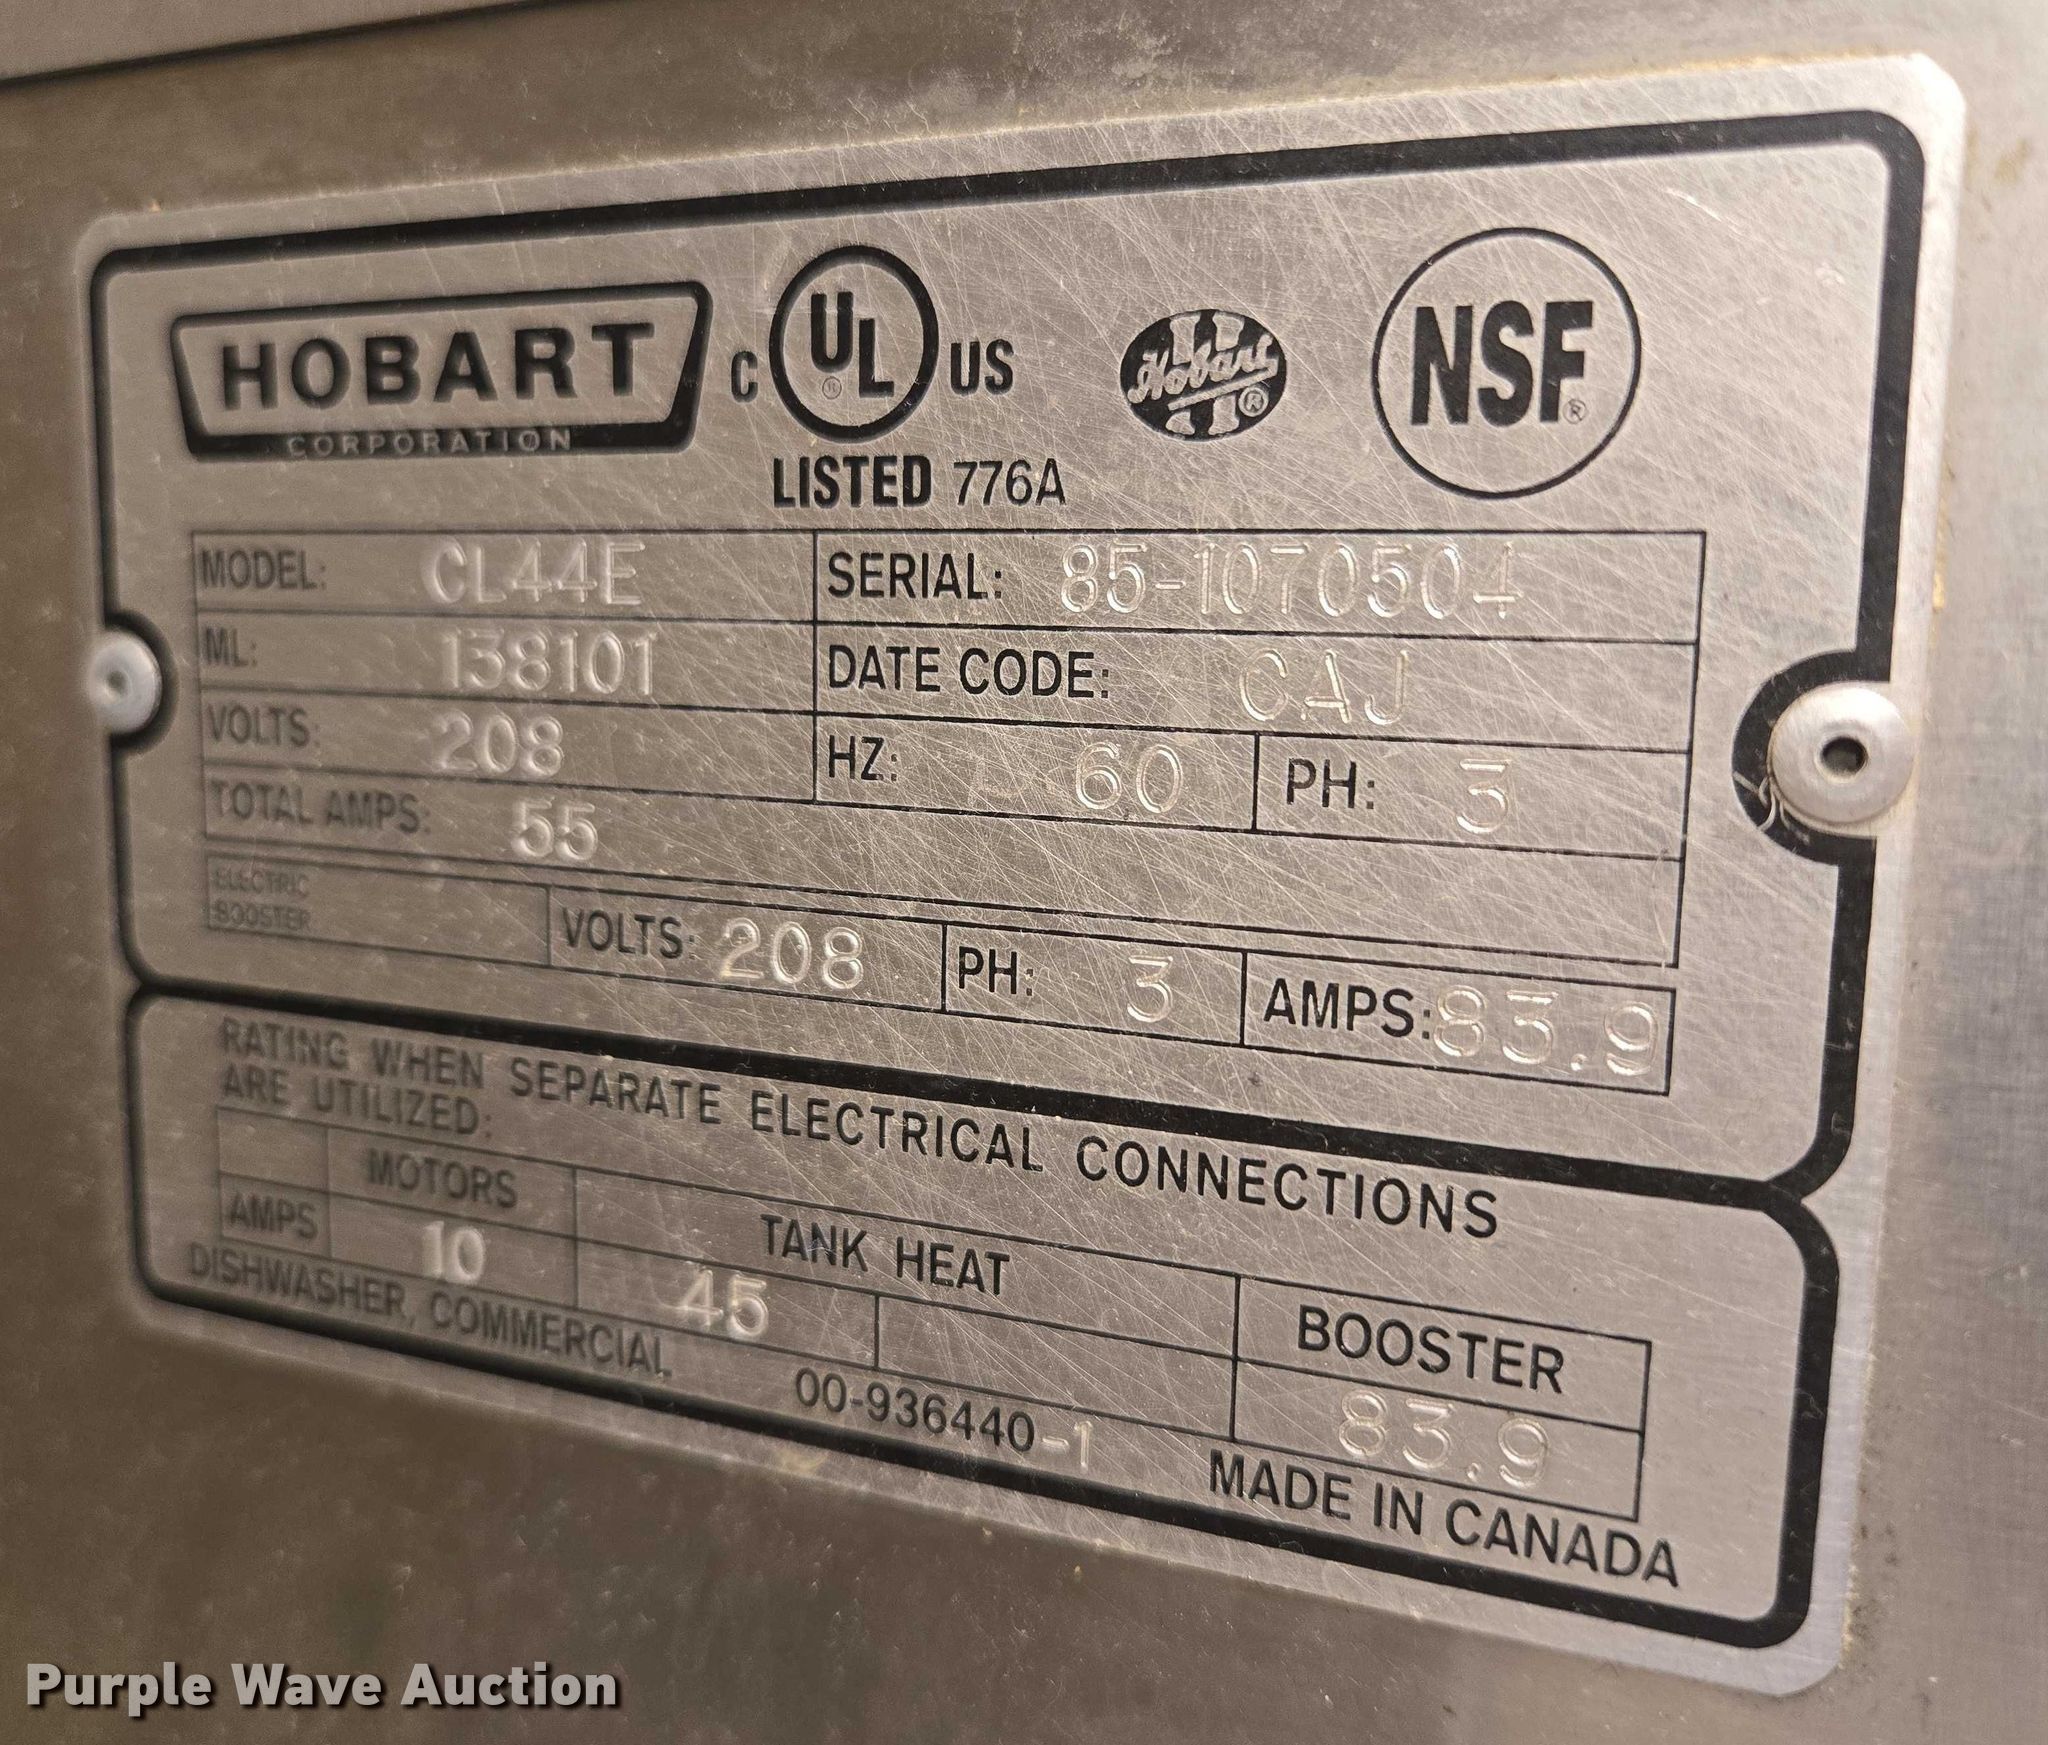 HOBART
CORPORATION
C UL® US
LISTED 776A
Hobart ®
NSF®
MODEL: CL44E
SERIAL: 85-1070504
ML: 138101
DATE CODE: CAJ
VOLTS: 208
HZ: 60
PH: 3
TOTAL AMPS: 55
ELECTRIC
BOOSTER
VOLTS: 208
PH: 3
AMPS: 83.9
RATING WHEN SEPARATE ELECTRICAL CONNECTIONS
ARE UTILIZED:
MOTORS
TANK HEAT
BOOSTER
AMPS
10
45
83.9
DISHWASHER, COMMERCIAL
00-936440-1
MADE IN CANADA
Purple Wave Auction